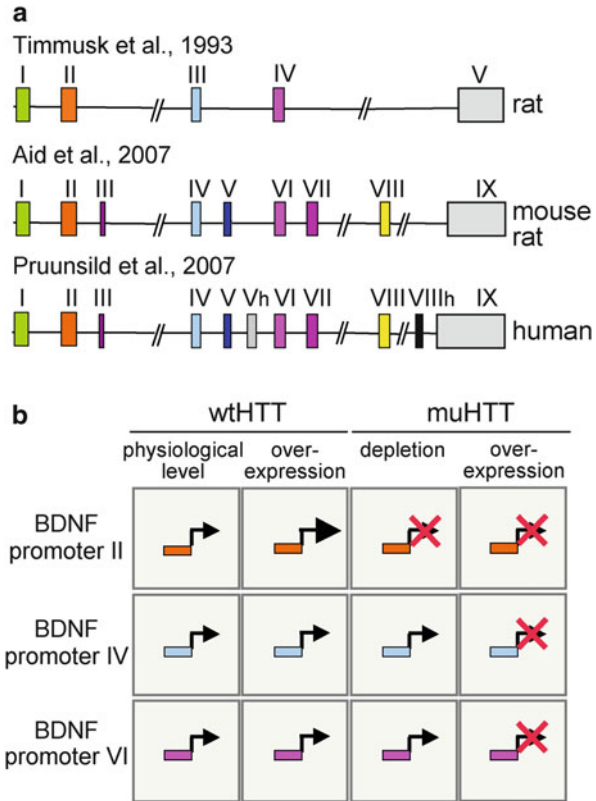 a
Timmusk et al., 1993
I II III IV V
rat
Aid et al., 2007
I II III IV V VI VII VIII IX
mouse
rat
Pruunsild et al., 2007
I II III IV V Vh VI VII VIII VIIIh IX
human
b
wtHTT muHTT
physiological level over-expression depletion over-expression
BDNF
promoter II
BDNF
promoter IV
BDNF
promoter VI